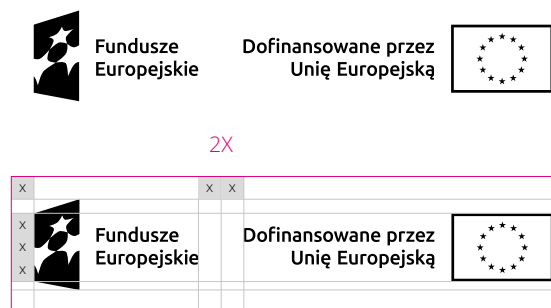 Fundusze
Europejskie
Dofinansowane przez
Unię Europejską
2X
x x x
x
x
x
Fundusze
Europejskie
Dofinansowane przez
Unię Europejską